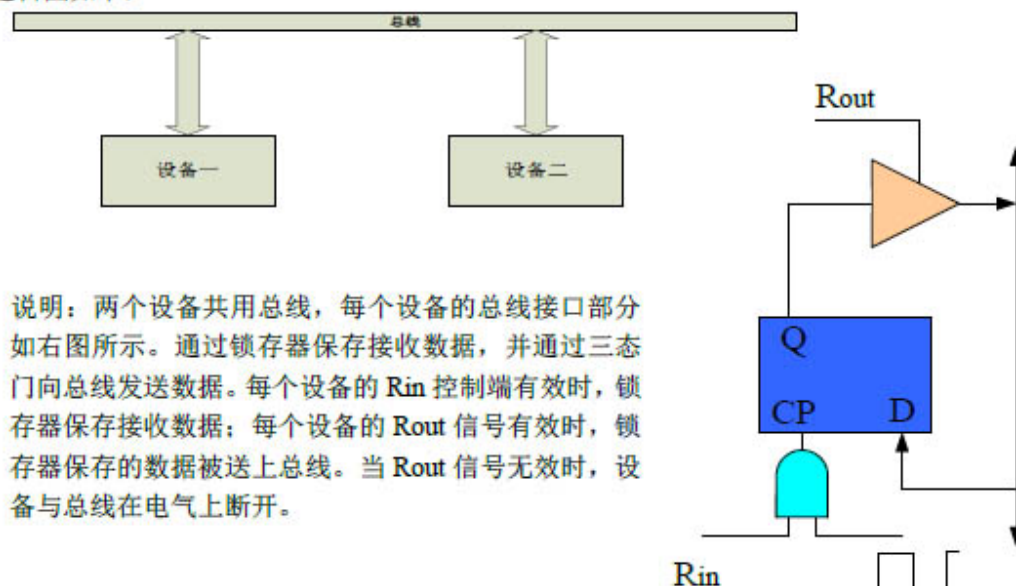 总线
设备一
设备二
Rout
说明：两个设备共用总线，每个设备的总线接口部分
如右图所示。通过锁存器保存接收数据，并通过三态
门向总线发送数据。每个设备的 Rin 控制端有效时，锁
存器保存接收数据；每个设备的 Rout 信号有效时，锁
存器保存的数据被送上总线。当 Rout 信号无效时，设
备与总线在电气上断开。
Q
CP
D
Rin